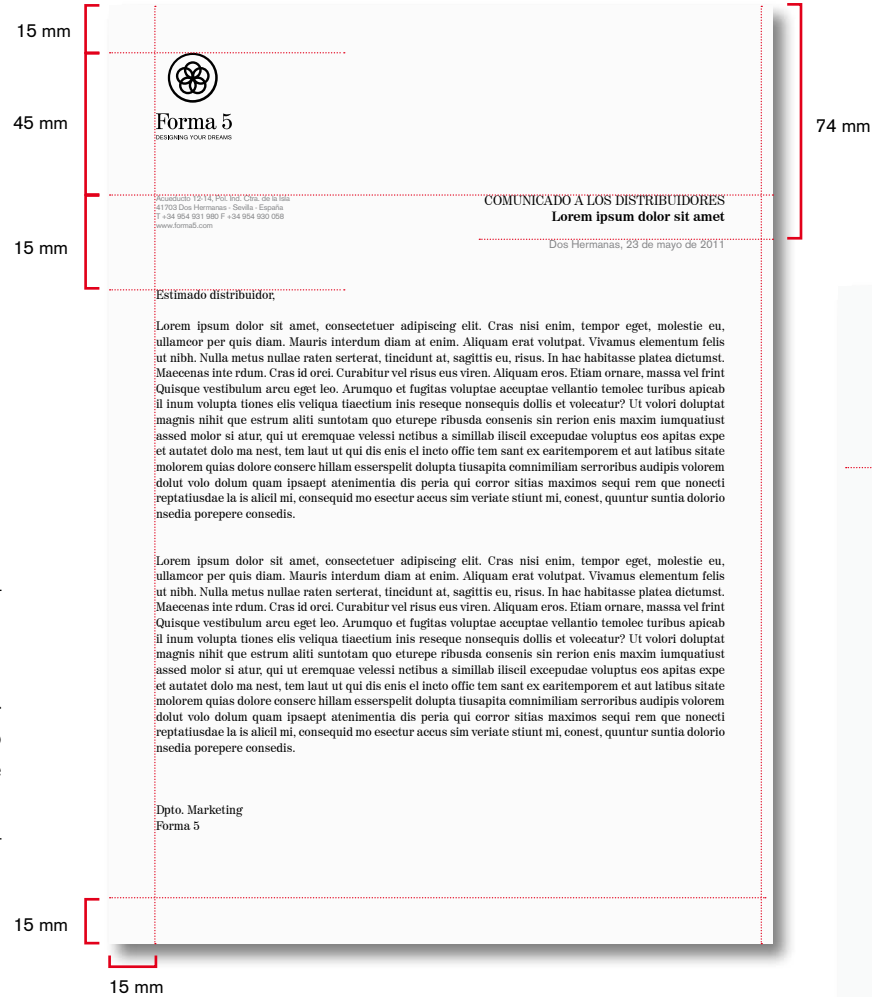 15 mm
45 mm
74 mm
Forma 5
DESIGNING YOUR DREAMS
Acueducto 12-14, Pol. Ind. Ctra. de la Isla
41703 Dos Hermanas - Sevilla - España
T +34 954 931 980 F +34 954 930 058
www.forma5.com
COMUNICADO A LOS DISTRIBUIDORES
Lorem ipsum dolor sit amet
Dos Hermanas, 23 de mayo de 2011
15 mm
Estimado distribuidor,
Lorem ipsum dolor sit amet, consectetuer adipiscing elit. Cras nisi enim, tempor eget, molestie eu,
ullamcor per quis diam. Mauris interdum diam at enim. Aliquam erat volutpat. Vivamus elementum felis
ut nibh. Nulla metus nullae raten serterat, tincidunt at, sagittis eu, risus. In hac habitasse platea dictumst.
Maecenas inte rdum. Cras id orci. Curabitur vel risus eus viren. Aliquam eros. Etiam ornare, massa vel frint
Quisque vestibulum arcu eget leo. Arumquo et fugitas voluptae accuptae vellantio temolec turibus apicab
il inum volupta tiones elis veliqua tiaectium inis reseque nonsequis dollis et volecatur? Ut volori doluptat
magnis nihit que estrum aliti suntotam quo eturepe ribusda consenis sin rerion enis maxim iumquatiust
assed molor si atur, qui ut eremquae velessi nctibus a simillab iliscil excepudae voluptus eos apitas expe
et autatet dolo ma nest, tem laut ut qui dis enis el incto offic tem sant ex earitemporem et aut latibus sitate
molorem quias dolore conserc hillam esserspelit dolupta tiusapita comnimiliam serroribus audipis volorem
dolut volo dolum quam ipsaept atenimentia dis peria qui corror sitias maximos sequi rem que nonecti
reptatiusdae la is alicil mi, consequid mo esectur accus sim veriate stiunt mi, conest, quuntur suntia dolorio
nsedia porepere consedis.
Lorem ipsum dolor sit amet, consectetuer adipiscing elit. Cras nisi enim, tempor eget, molestie eu,
ullamcor per quis diam. Mauris interdum diam at enim. Aliquam erat volutpat. Vivamus elementum felis
ut nibh. Nulla metus nullae raten serterat, tincidunt at, sagittis eu, risus. In hac habitasse platea dictumst.
Maecenas inte rdum. Cras id orci. Curabitur vel risus eus viren. Aliquam eros. Etiam ornare, massa vel frint
Quisque vestibulum arcu eget leo. Arumquo et fugitas voluptae accuptae vellantio temolec turibus apicab
il inum volupta tiones elis veliqua tiaectium inis reseque nonsequis dollis et volecatur? Ut volori doluptat
magnis nihit que estrum aliti suntotam quo eturepe ribusda consenis sin rerion enis maxim iumquatiust
assed molor si atur, qui ut eremquae velessi nctibus a simillab iliscil excepudae voluptus eos apitas expe
et autatet dolo ma nest, tem laut ut qui dis enis el incto offic tem sant ex earitemporem et aut latibus sitate
molorem quias dolore conserc hillam esserspelit dolupta tiusapita comnimiliam serroribus audipis volorem
dolut volo dolum quam ipsaept atenimentia dis peria qui corror sitias maximos sequi rem que nonecti
reptatiusdae la is alicil mi, consequid mo esectur accus sim veriate stiunt mi, conest, quuntur suntia dolorio
nsedia porepere consedis.
Dpto. Marketing
Forma 5
15 mm
15 mm